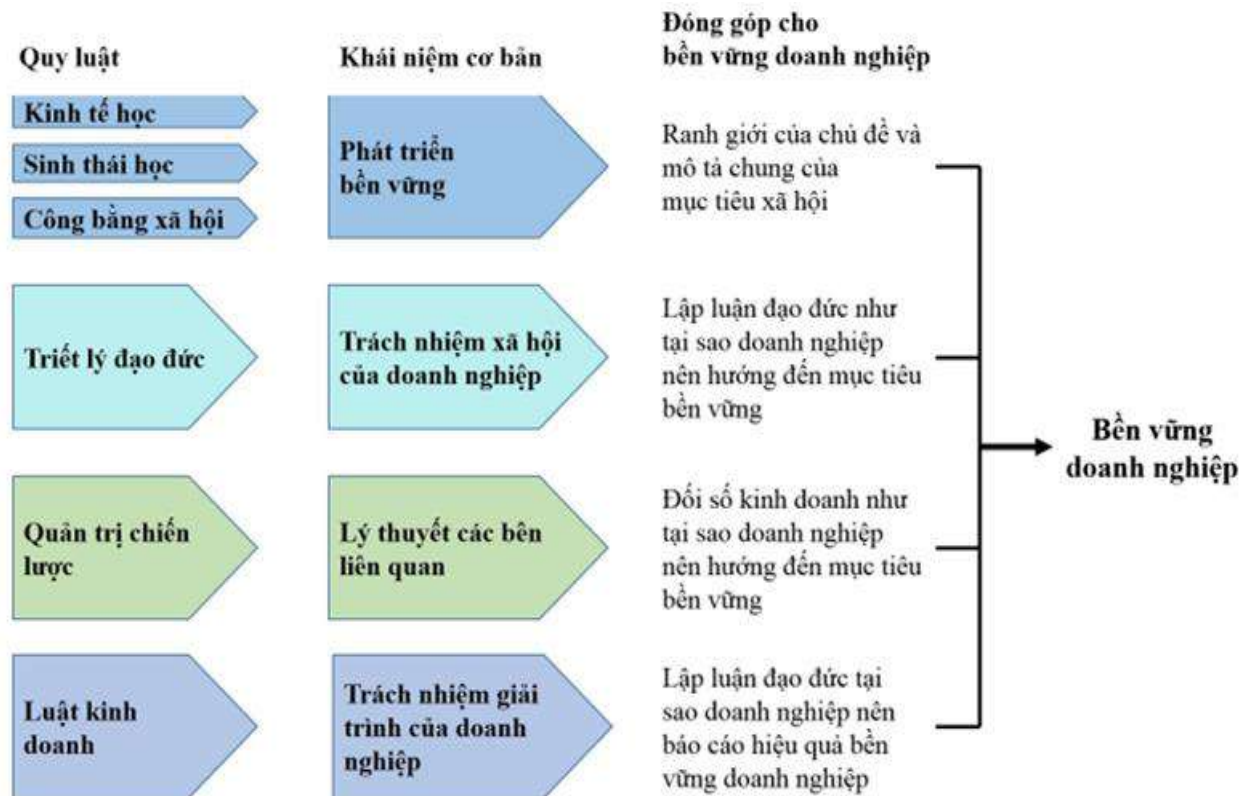 Quy luật
Khái niệm cơ bản
Đóng góp cho
bền vững doanh nghiệp
Kinh tế học
Sinh thái học
Công bằng xã hội
Phát triển
bền vững
Ranh giới của chủ đề và
mô tả chung của
mục tiêu xã hội
Triết lý đạo đức
Trách nhiệm xã hội
của doanh nghiệp
Lập luận đạo đức như
tại sao doanh nghiệp
nên hướng đến mục tiêu
bền vững
Quản trị chiến
lược
Lý thuyết các bên
liên quan
Đối số kinh doanh như
tại sao doanh nghiệp
nên hướng đến mục tiêu
bền vững
Luật kinh
doanh
Trách nhiệm giải
trình của doanh
nghiệp
Lập luận đạo đức tại
sao doanh nghiệp nên
báo cáo hiệu quả bền
vững doanh nghiệp
Bền vững
doanh nghiệp